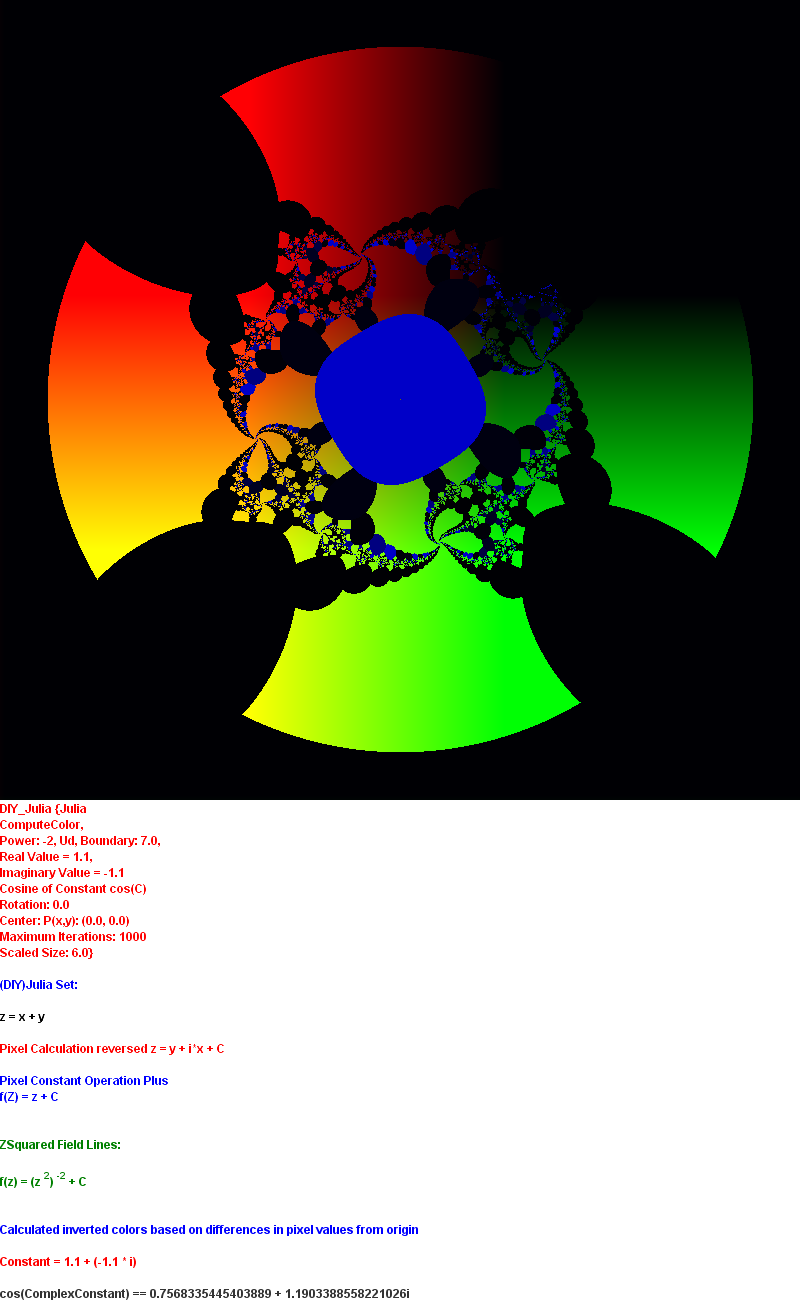 DIY_Julia {Julia
ComputeColor,
Power: -2, Ud, Boundary: 7.0,
Real Value = 1.1,
Imaginary Value = -1.1
Cosine of Constant cos(C)
Rotation: 0.0
Center: P(x,y): (0.0, 0.0)
Maximum Iterations: 1000
Scaled Size: 6.0}
(DIY)Julia Set:
z = x + y
Pixel Calculation reversed z = y + i*x + C
Pixel Constant Operation Plus
f(Z) = z + C
ZSquared Field Lines:
f(z) = (z ²) ⁻² + C
Calculated inverted colors based on differences in pixel values from origin
Constant = 1.1 + (-1.1 * i)
cos(ComplexConstant) == 0.7568335445403889 + 1.1903388558221026i